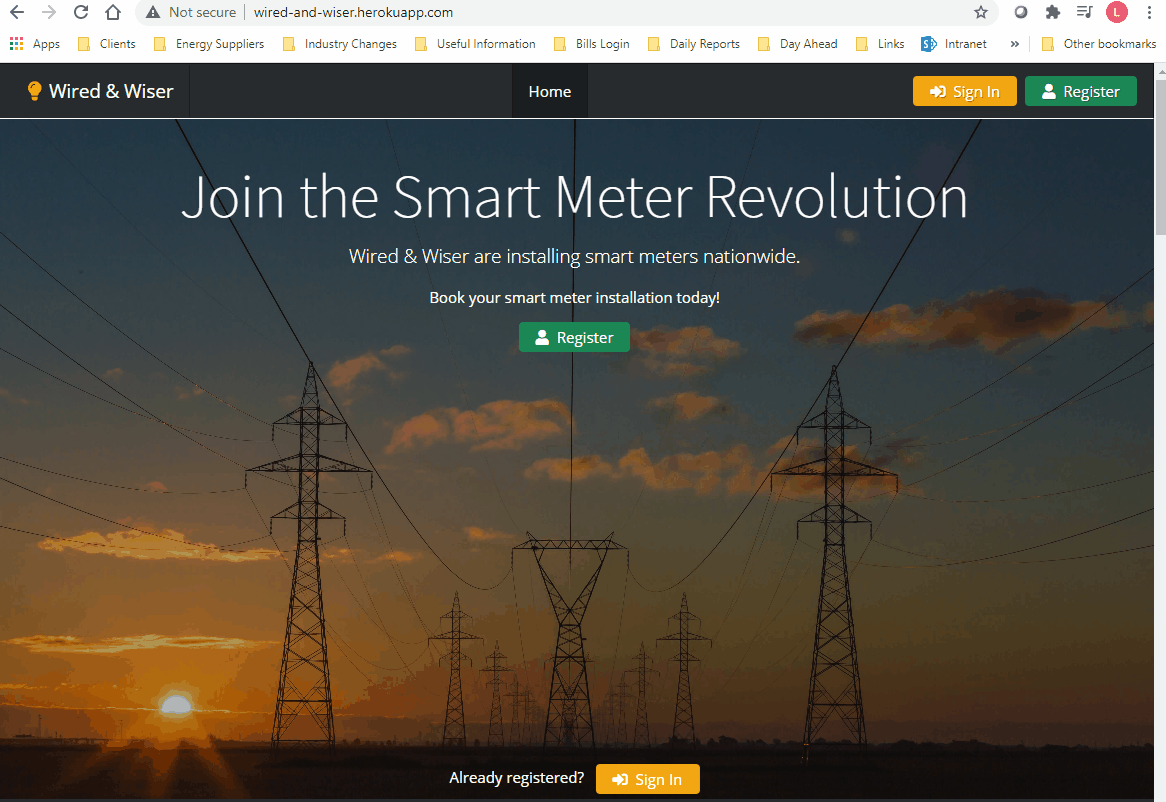 Not secure | wired-and-wiser.herokuapp.com
L
Apps Clients Energy Suppliers Industry Changes Useful Information Bills Login Daily Reports Day Ahead Links Intranet » Other bookmarks
Wired & Wiser Home Sign In Register
Join the Smart Meter Revolution
Wired & Wiser are installing smart meters nationwide.
Book your smart meter installation today!
Register
Already registered? Sign In